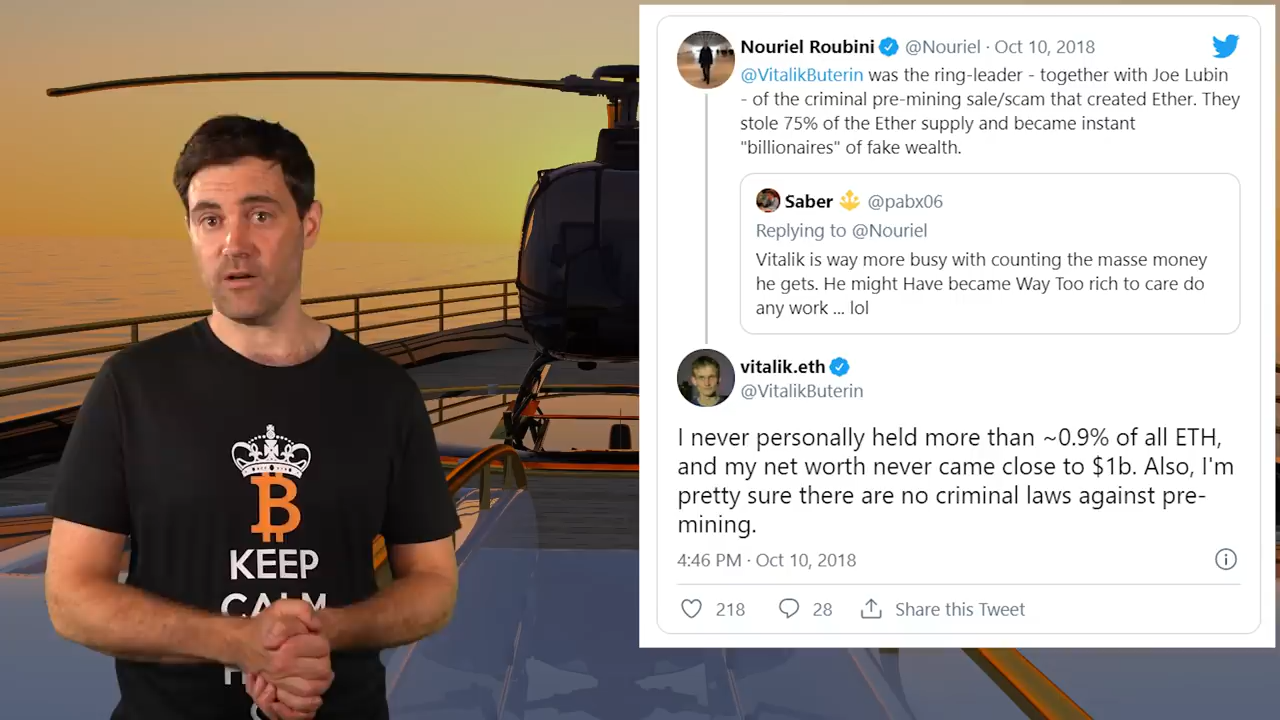 Nouriel Roubini @Nouriel · Oct 10, 2018
@VitalikButerin was the ring-leader - together with Joe Lubin
- of the criminal pre-mining sale/scam that created Ether. They
stole 75% of the Ether supply and became instant
"billionaires" of fake wealth.
Saber @pabx06
Replying to @Nouriel
Vitalik is way more busy with counting the masse money
he gets. He might Have became Way Too rich to care do
any work ... lol
vitalik.eth
@VitalikButerin
I never personally held more than ~0.9% of all ETH,
and my net worth never came close to $1b. Also, I'm
pretty sure there are no criminal laws against pre-
mining.
4:46 PM · Oct 10, 2018
218 28 Share this Tweet
KEEP
CALM